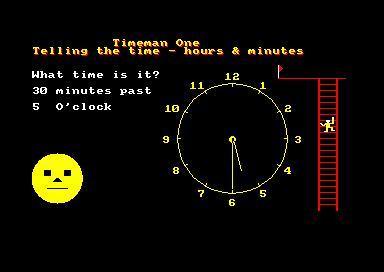 Timeman One
Telling the time - hours & minutes
What time is it?
30 minutes past
5 O'clock
12
11
1
10
2
9
3
8
4
7
5
6